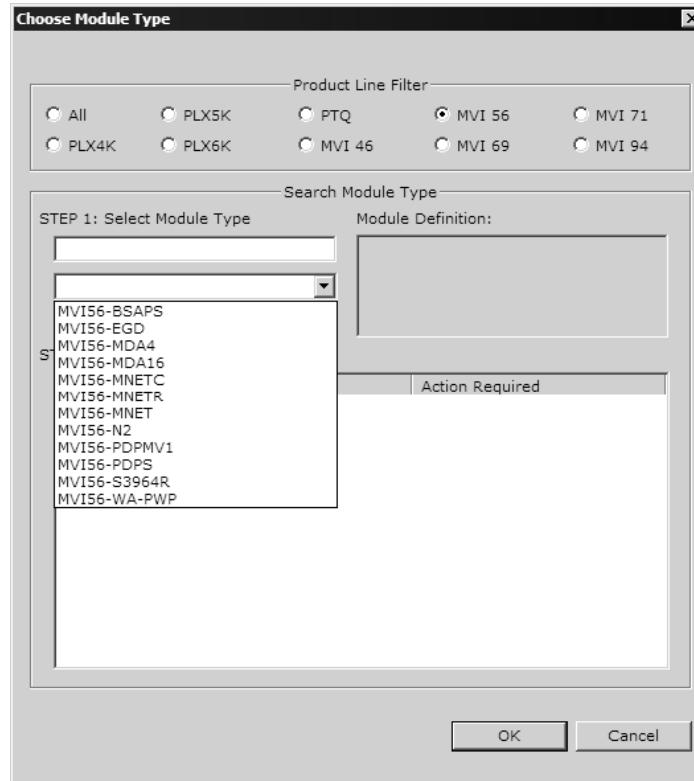 Choose Module Type
Product Line Filter
All PLX5K PTQ MVI 56 MVI 71
PLX4K PLX6K MVI 46 MVI 69 MVI 94
Search Module Type
STEP 1: Select Module Type Module Definition:
MVI56-BSAPS
MVI56-EGD
MVI56-MDA4
MVI56-MDA16
MVI56-MNETC
MVI56-MNETR
MVI56-MNET
MVI56-N2
MVI56-PDPMV1
MVI56-PDPS
MVI56-S3964R
MVI56-WA-PWP
Action Required
OK Cancel